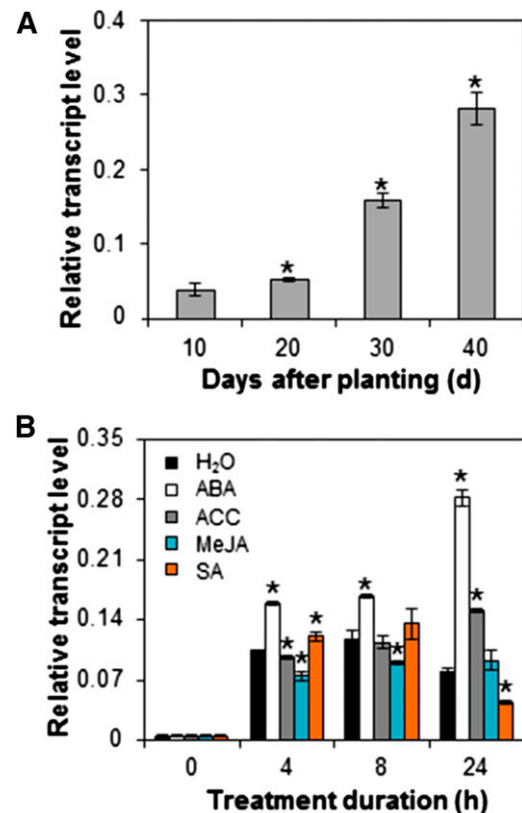 A
Relative transcript level
0.4
0.3
0.2
0.1
0
*
*
*
10 20 30 40
Days after planting (d)
B
Relative transcript level
0.35
0.28
0.21
0.14
0.07
0
H₂O
ABA
ACC
MeJA
SA
* * * *
* *
* * *
0 4 8 24
Treatment duration (h)